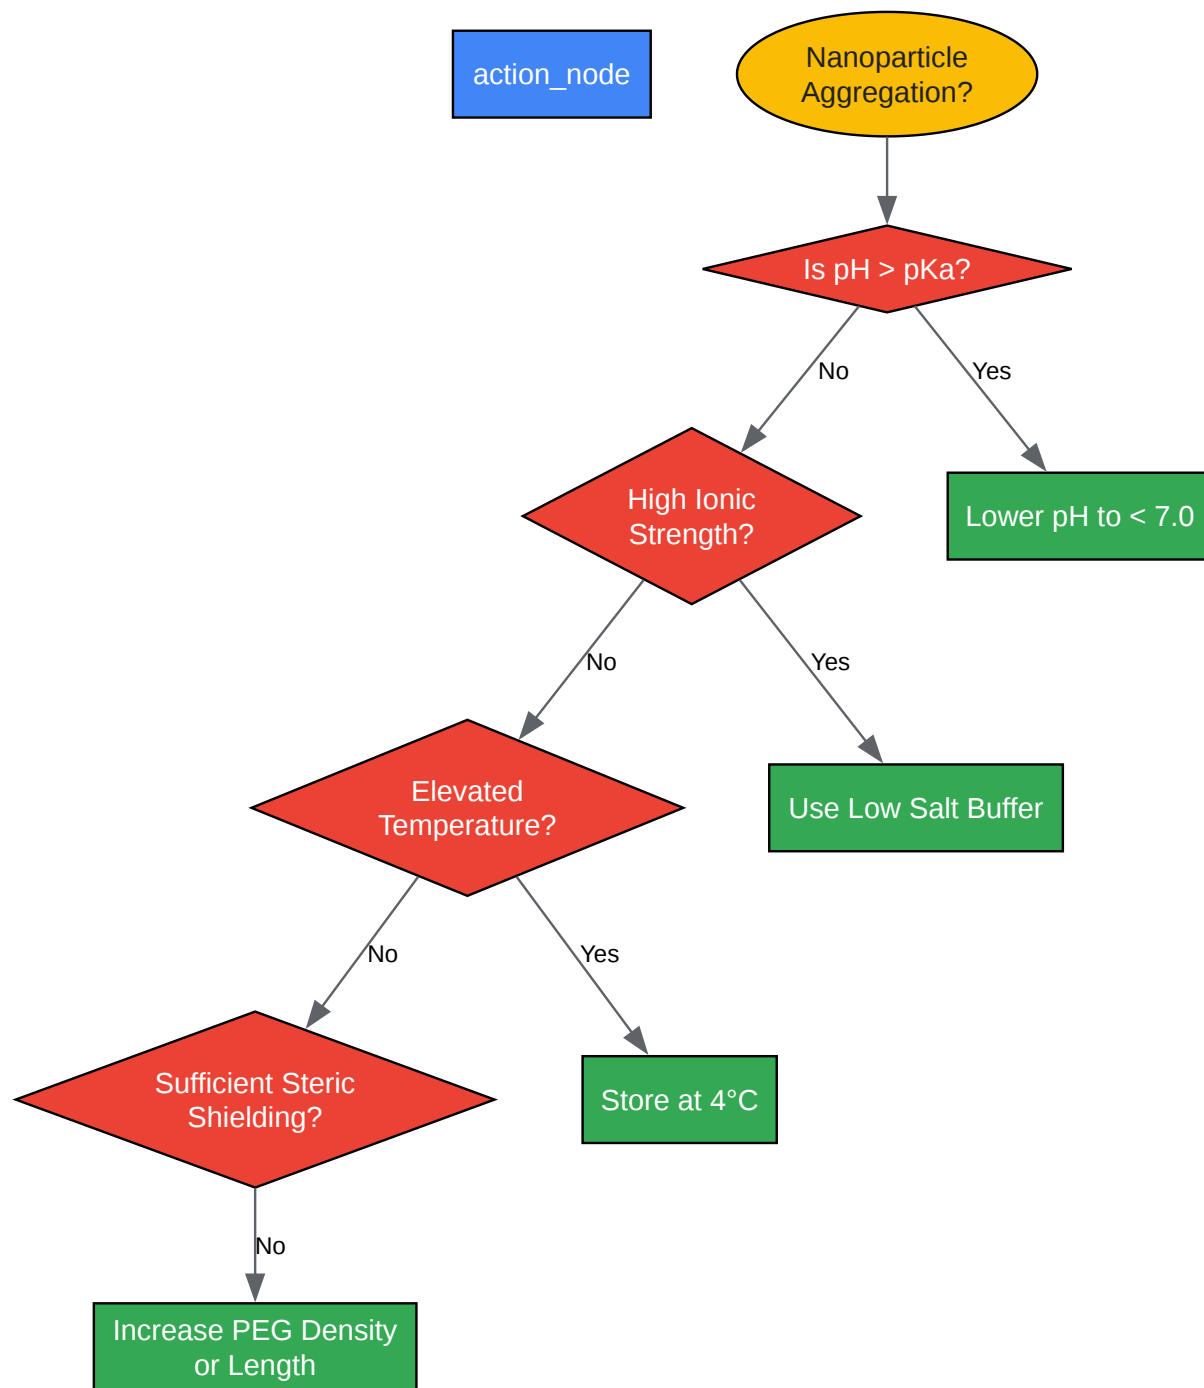 action_node
Nanoparticle
Aggregation?
Is pH > pKa?
No
Yes
High Ionic
Strength?
Lower pH to < 7.0
No
Yes
Elevated
Temperature?
Use Low Salt Buffer
No
Yes
Sufficient Steric
Shielding?
Store at 4°C
No
Increase PEG Density
or Length